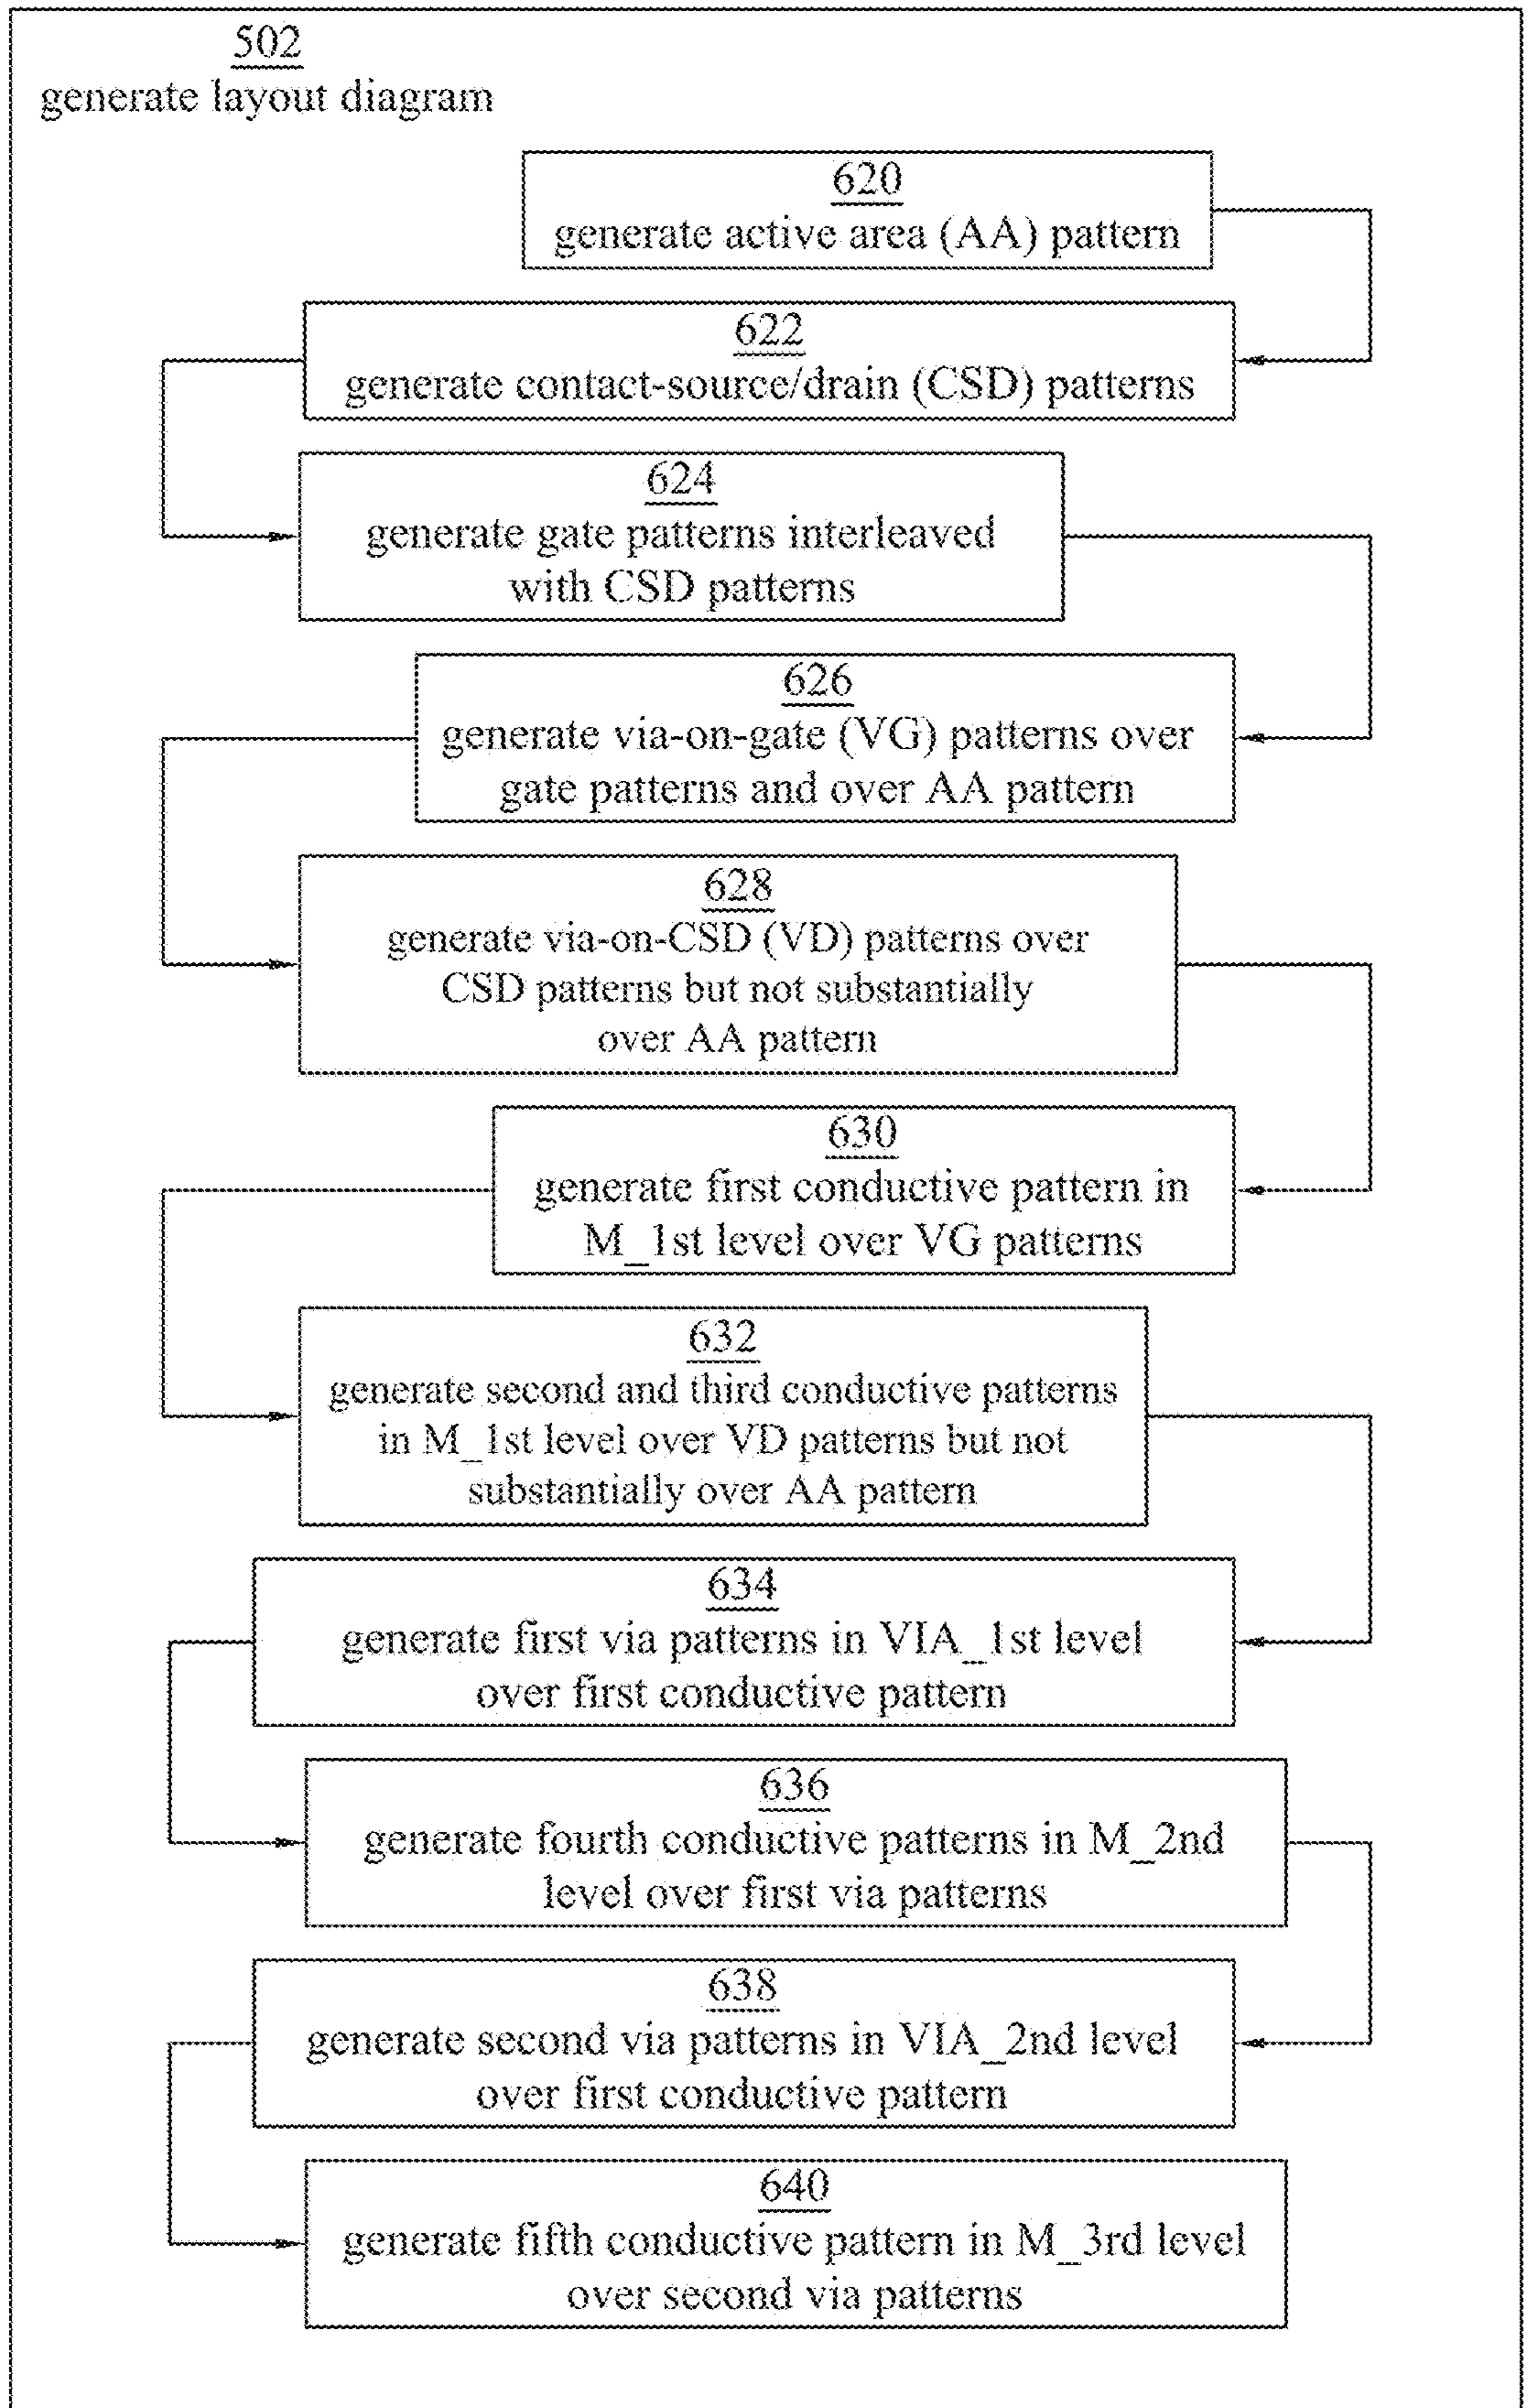 502
generate layout diagram
620
generate active area (AA) pattern
622
generate contact-source/drain (CSD) patterns
624
generate gate patterns interleaved
with CSD patterns
626
generate via-on-gate (VG) patterns over
gate patterns and over AA pattern
628
generate via-on-CSD (VD) patterns over
CSD patterns but not substantially
over AA pattern
630
generate first conductive pattern in
M_1st level over VG patterns
632
generate second and third conductive patterns
in M_1st level over VD patterns but not
substantially over AA pattern
634
generate first via patterns in VIA_1st level
over first conductive pattern
636
generate fourth conductive patterns in M_2nd
level over first via patterns
638
generate second via patterns in VIA_2nd level
over first conductive pattern
640
generate fifth conductive pattern in M_3rd level
over second via patterns